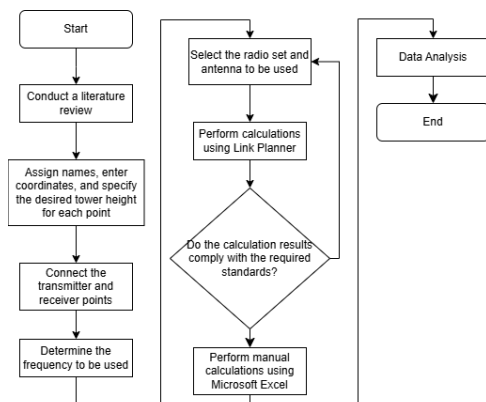 Start
Conduct a literature
review
Assign names, enter
coordinates, and specify
the desired tower height
for each point
Connect the
transmitter and
receiver points
Determine the
frequency to be used
Select the radio set and
antenna to be used
Perform calculations
using Link Planner
Do the calculation results
comply with the required
standards?
Perform manual
calculations using
Microsoft Excel
Data Analysis
End